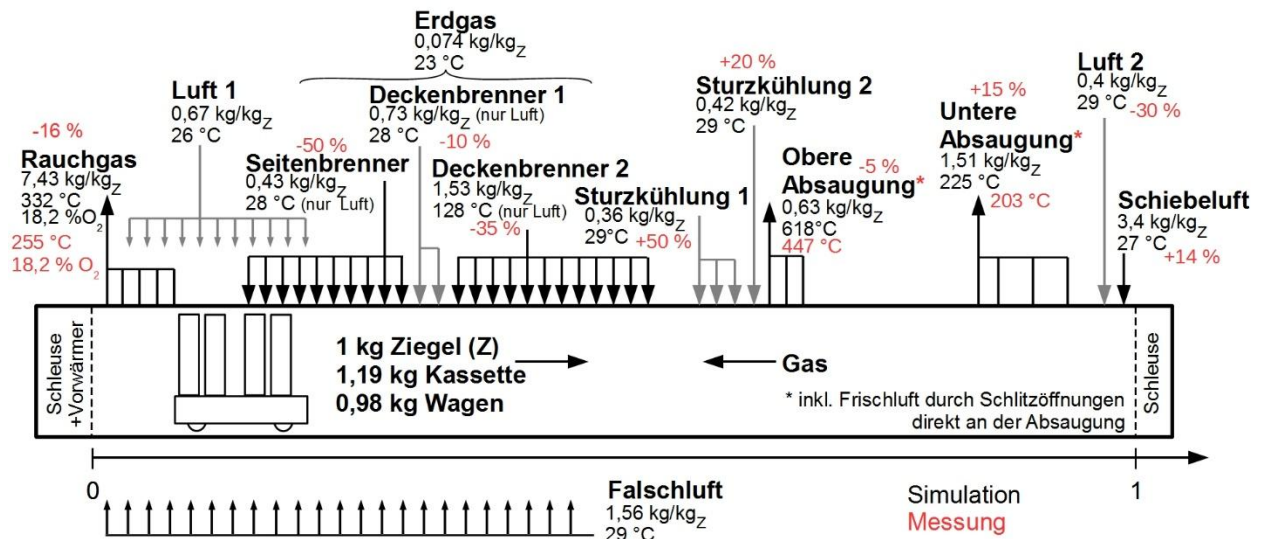 Erdgas
0,074 kg/kgZ
23 °C
-16 %
Rauchgas
7,43 kg/kgZ
332 °C
18,2 %O2
255 °C
18,2 % O2
Luft 1
0,67 kg/kgZ
26 °C
-50 %
Seitenbrenner
0,43 kg/kgZ
28 °C (nur Luft)
Deckenbrenner 1
0,73 kg/kgZ (nur Luft)
28 °C
-10 %
Deckenbrenner 2
1,53 kg/kgZ
128 °C (nur Luft)
-35 %
Sturzkühlung 1
0,36 kg/kgZ
29°C
+50 %
+20 %
Sturzkühlung 2
0,42 kg/kgZ
29 °C
Obere -5 %
Absaugung*
0,63 kg/kgZ
618°C
447 °C
+15 %
Untere
Absaugung*
1,51 kg/kgZ
225 °C
203 °C
Luft 2
0,4 kg/kgZ
29 °C
-30 %
Schiebeluft
3,4 kg/kgZ
27 °C
+14 %
Schleuse
+Vorwärmer
1 kg Ziegel (Z)
1,19 kg Kassette
0,98 kg Wagen
Gas
* inkl. Frischluft durch Schlitzöffnungen
direkt an der Absaugung
Schleuse
0
1
Falschluft
1,56 kg/kgZ
29 °C
Simulation
Messung